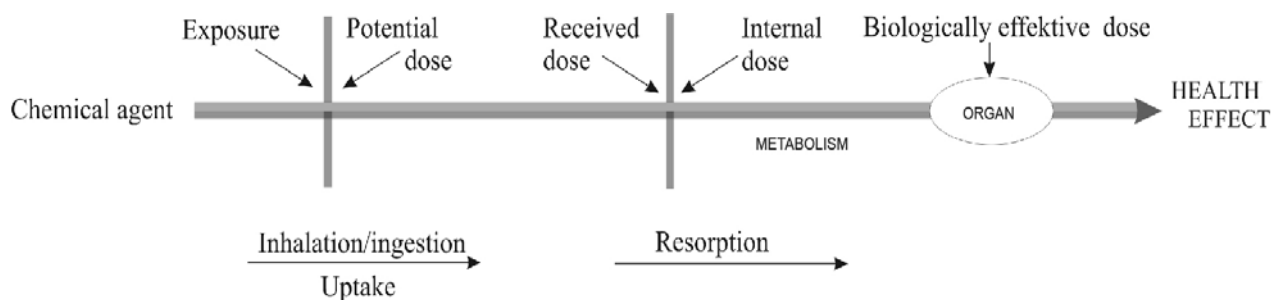 Exposure
Potential
dose
Received
dose
Internal
dose
Biologically effektive dose
Chemical agent
ORGAN
HEALTH
EFFECT
METABOLISM
Inhalation/ingestion
Uptake
Resorption